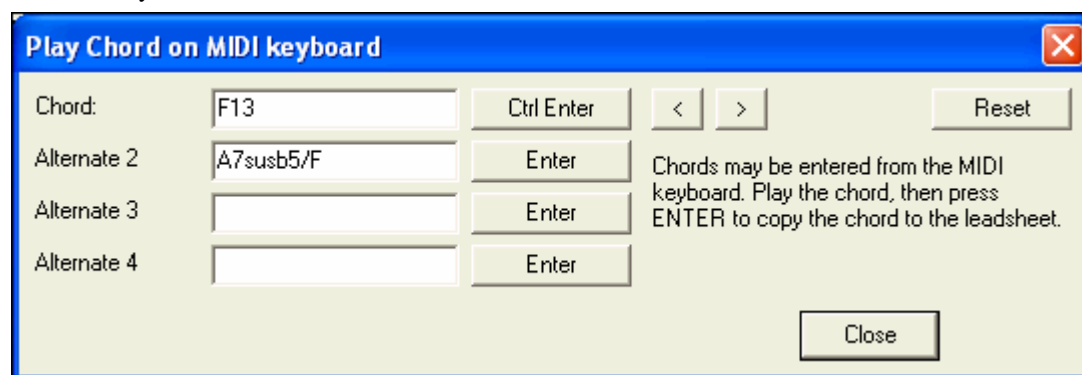 Play Chord on MIDI keyboard
Chord: F13 Ctrl Enter < > Reset
Alternate 2 A7susb5/F Enter
Alternate 3 Enter
Alternate 4 Enter
Chords may be entered from the MIDI
keyboard. Play the chord, then press
ENTER to copy the chord to the leadsheet.
Close